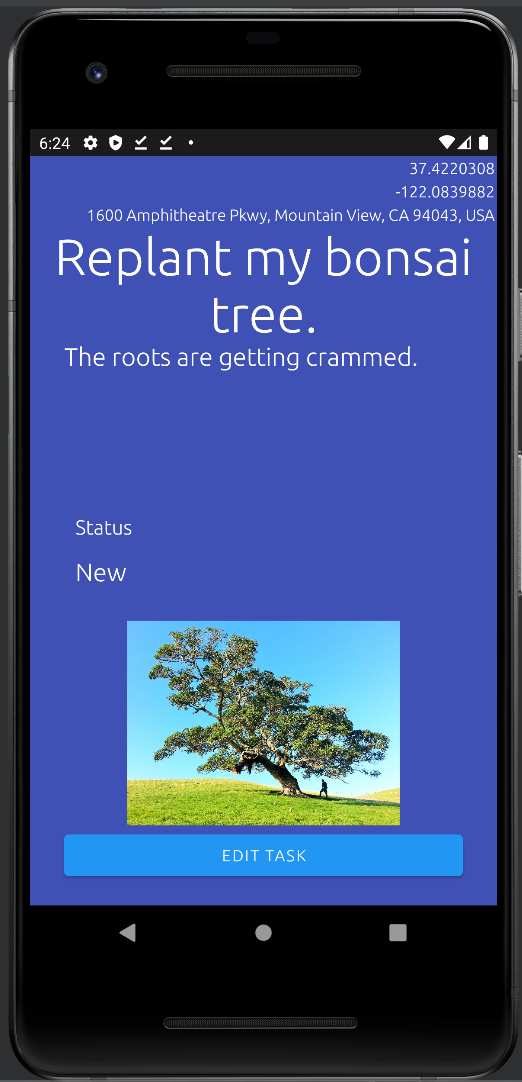 6:24
37.4220308
-122.0839882
1600 Amphitheatre Pkwy, Mountain View, CA 94043, USA
Replant my bonsai
tree.
The roots are getting crammed.
Status
New
EDIT TASK